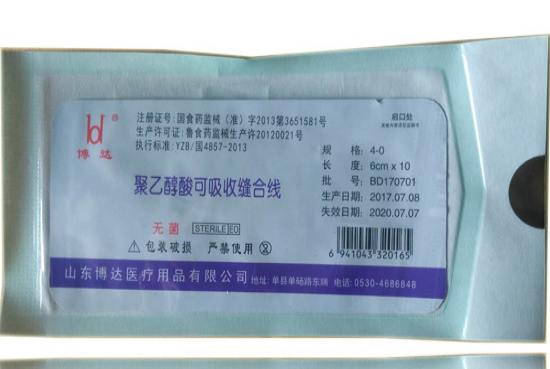 博达
注册证号：国食药监械（准）字2013第3651581号
生产许可证：鲁食药监械生产许20120021号
执行标准：YZB/国4857-2013
启口处
规 格：4-0
长 度：6cm×10
批 号：BD170701
生产日期：2017.07.08
失效日期：2020.07.07
聚乙醇酸可吸收缝合线
无菌 STERILE EO
包装破损 严禁使用
6 941043 320165
山东博达医疗用品有限公司 地址：单县单砀路东端 电话：0530-4686848